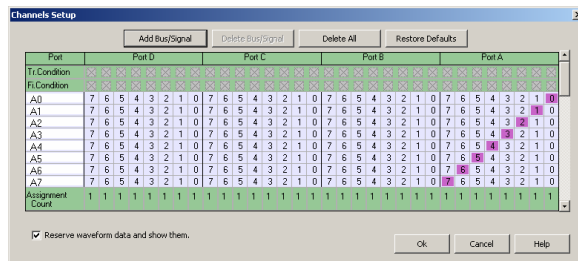 Channels Setup
Add Bus/Signal Delete Bus/Signal Delete All Restore Defaults
Port Port D Port C Port B Port A
Tr.Condition
Fi.Condition
A0 7 6 5 4 3 2 1 0 7 6 5 4 3 2 1 0 7 6 5 4 3 2 1 0 7 6 5 4 3 2 1 0
A1 7 6 5 4 3 2 1 0 7 6 5 4 3 2 1 0 7 6 5 4 3 2 1 0 7 6 5 4 3 2 1 0
A2 7 6 5 4 3 2 1 0 7 6 5 4 3 2 1 0 7 6 5 4 3 2 1 0 7 6 5 4 3 2 1 0
A3 7 6 5 4 3 2 1 0 7 6 5 4 3 2 1 0 7 6 5 4 3 2 1 0 7 6 5 4 3 2 1 0
A4 7 6 5 4 3 2 1 0 7 6 5 4 3 2 1 0 7 6 5 4 3 2 1 0 7 6 5 4 3 2 1 0
A5 7 6 5 4 3 2 1 0 7 6 5 4 3 2 1 0 7 6 5 4 3 2 1 0 7 6 5 4 3 2 1 0
A6 7 6 5 4 3 2 1 0 7 6 5 4 3 2 1 0 7 6 5 4 3 2 1 0 7 6 5 4 3 2 1 0
A7 7 6 5 4 3 2 1 0 7 6 5 4 3 2 1 0 7 6 5 4 3 2 1 0 7 6 5 4 3 2 1 0
Assignment 1 1 1 1 1 1 1 1 1 1 1 1 1 1 1 1 1 1 1 1 1 1 1 1 1 1 1 1 1 1 1 1
Count
Reserve waveform data and show them.
Ok Cancel Help